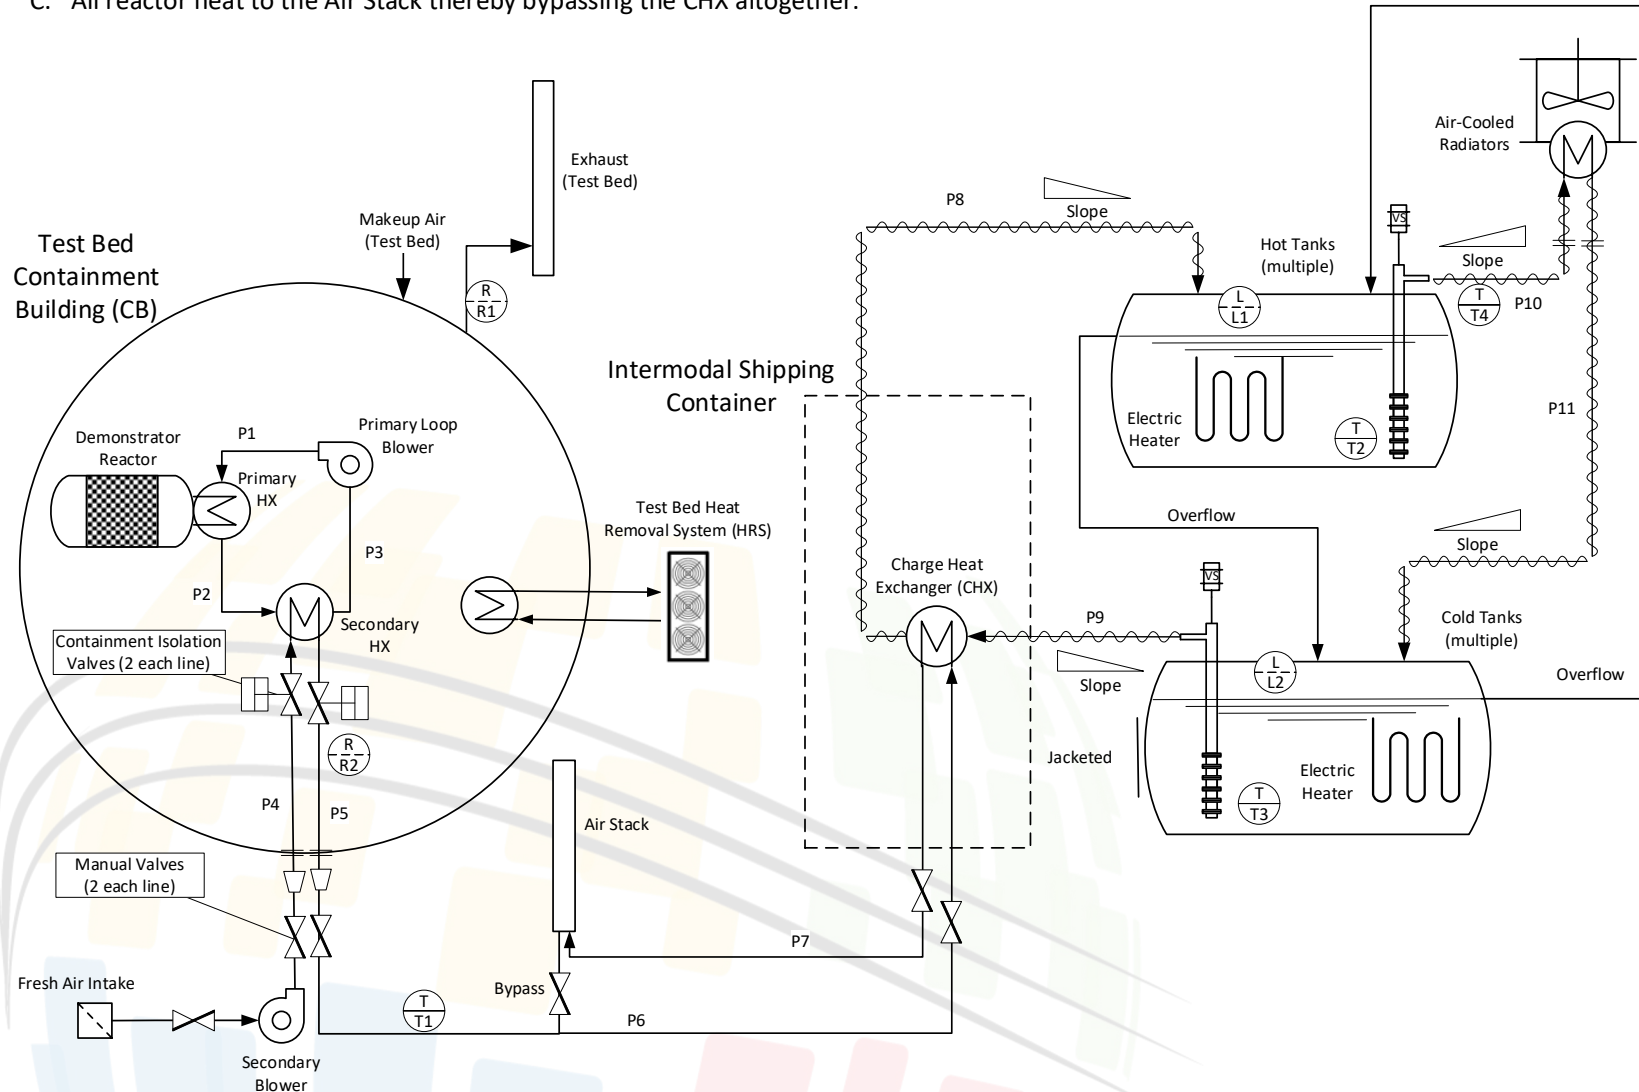 C. All reactor heat to the Air Stack thereby bypassing the CHX altogether.
Exhaust
(Test Bed)
Makeup Air
(Test Bed)
Test Bed
Containment
Building (CB)
R
R1
P8
Slope
Air-Cooled
Radiators
VS
Hot Tanks
(multiple)
Slope
L
L1
T
T4
P10
Intermodal Shipping
Container
Electric
Heater
T
T2
P11
Demonstrator
Reactor
P1
Primary Loop
Blower
Primary
HX
P3
Test Bed Heat
Removal System (HRS)
Overflow
Slope
P2
Secondary
HX
Charge Heat
Exchanger (CHX)
VS
P9
Cold Tanks
(multiple)
Containment Isolation
Valves (2 each line)
Slope
L
L2
Overflow
R
R2
Jacketed
Electric
Heater
T
T3
P4
P5
Air Stack
Manual Valves
(2 each line)
P7
Fresh Air Intake
Bypass
T
T1
P6
Secondary
Blower